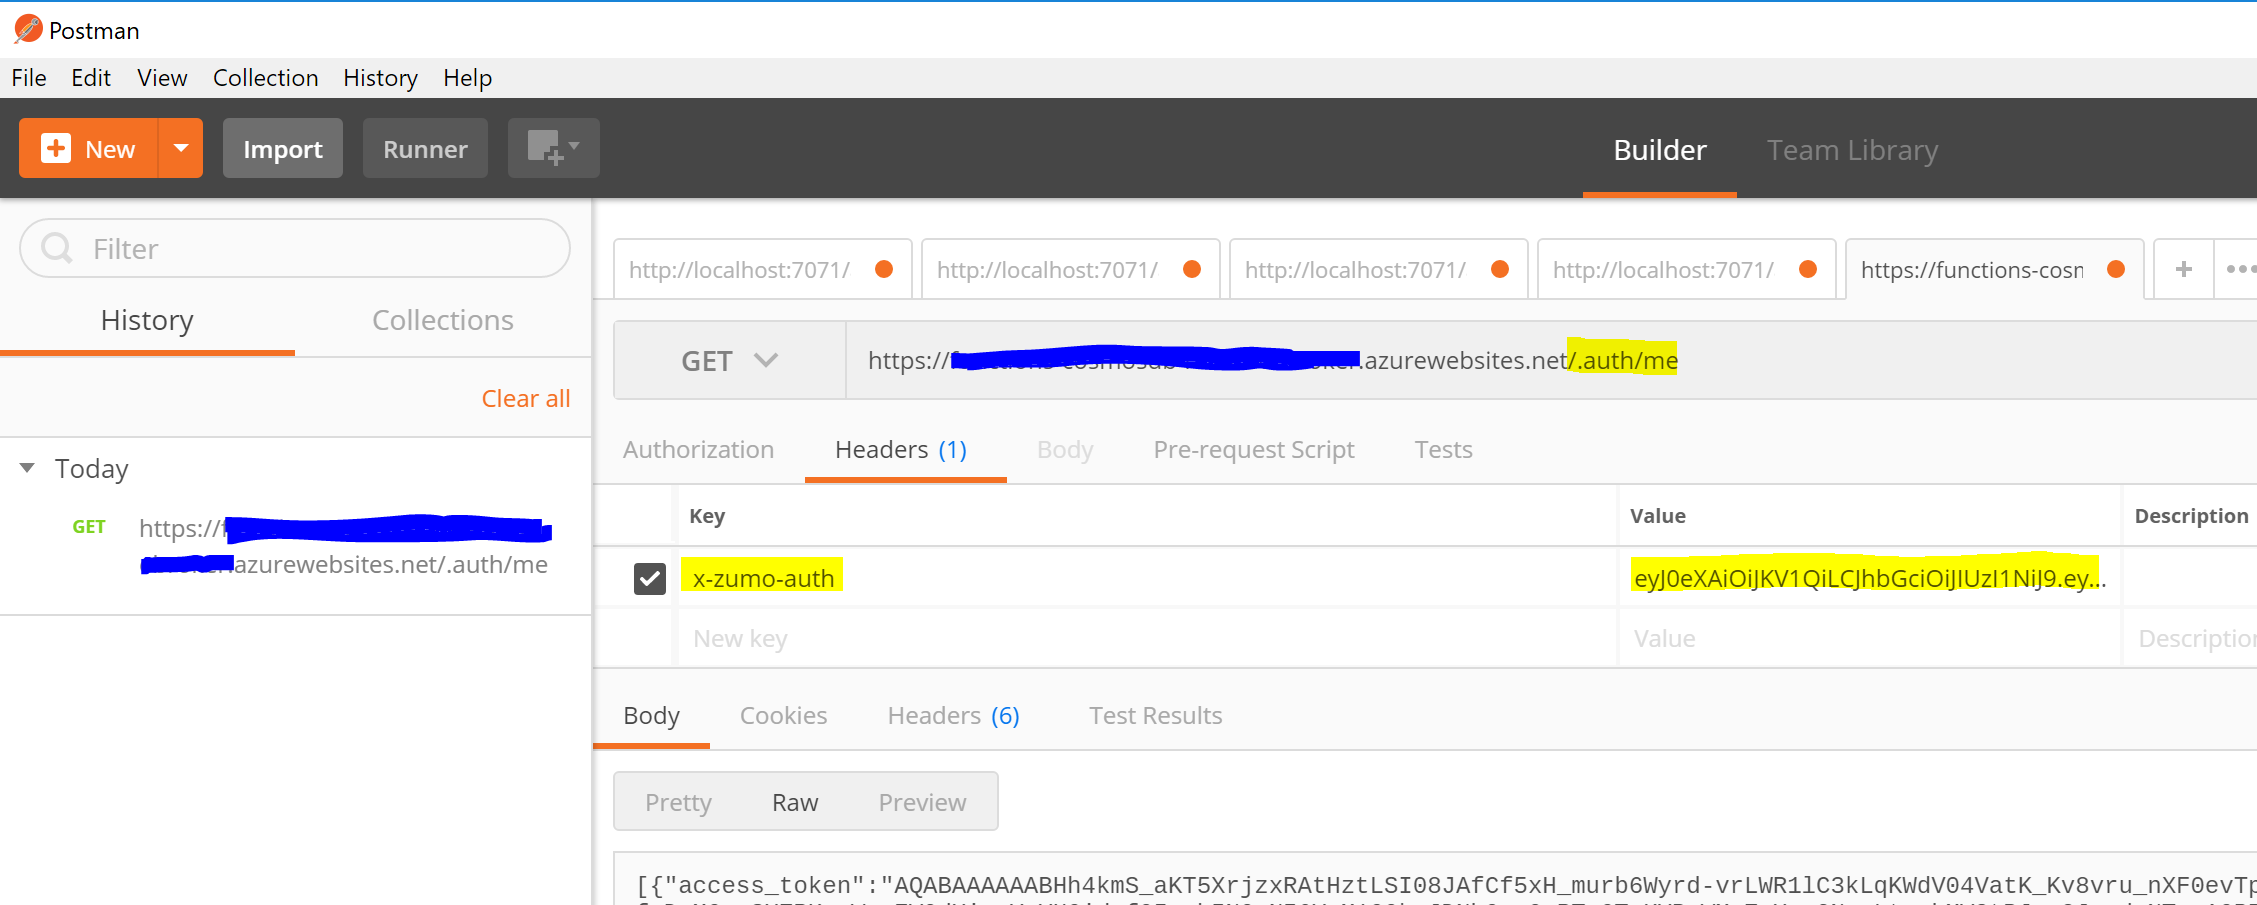 Postman
File Edit View Collection History Help
New Import Runner Builder Team Library
Filter
History Collections
Clear all
Today
GET https://
azurewebsites.net/.auth/me
http://localhost:7071/ http://localhost:7071/ http://localhost:7071/ http://localhost:7071/ https://functions-cosm
GET https:// .azurewebsites.net/.auth/me
Authorization Headers (1) Body Pre-request Script Tests
Key Value Description
x-zumo-auth eyJ0eXAiOiJKV1QiLCJhbGciOiJIUzI1NiJ9.ey...
New key Value Description
Body Cookies Headers (6) Test Results
Pretty Raw Preview
[{"access_token":"AQABAAAAAABHh4kmS_aKT5XrjzxRAtHztLSI08JAfCf5xH_murb6Wyrd-vrLWR1lC3kLqKWdV04VatK_Kv8vru_nXF0evTp